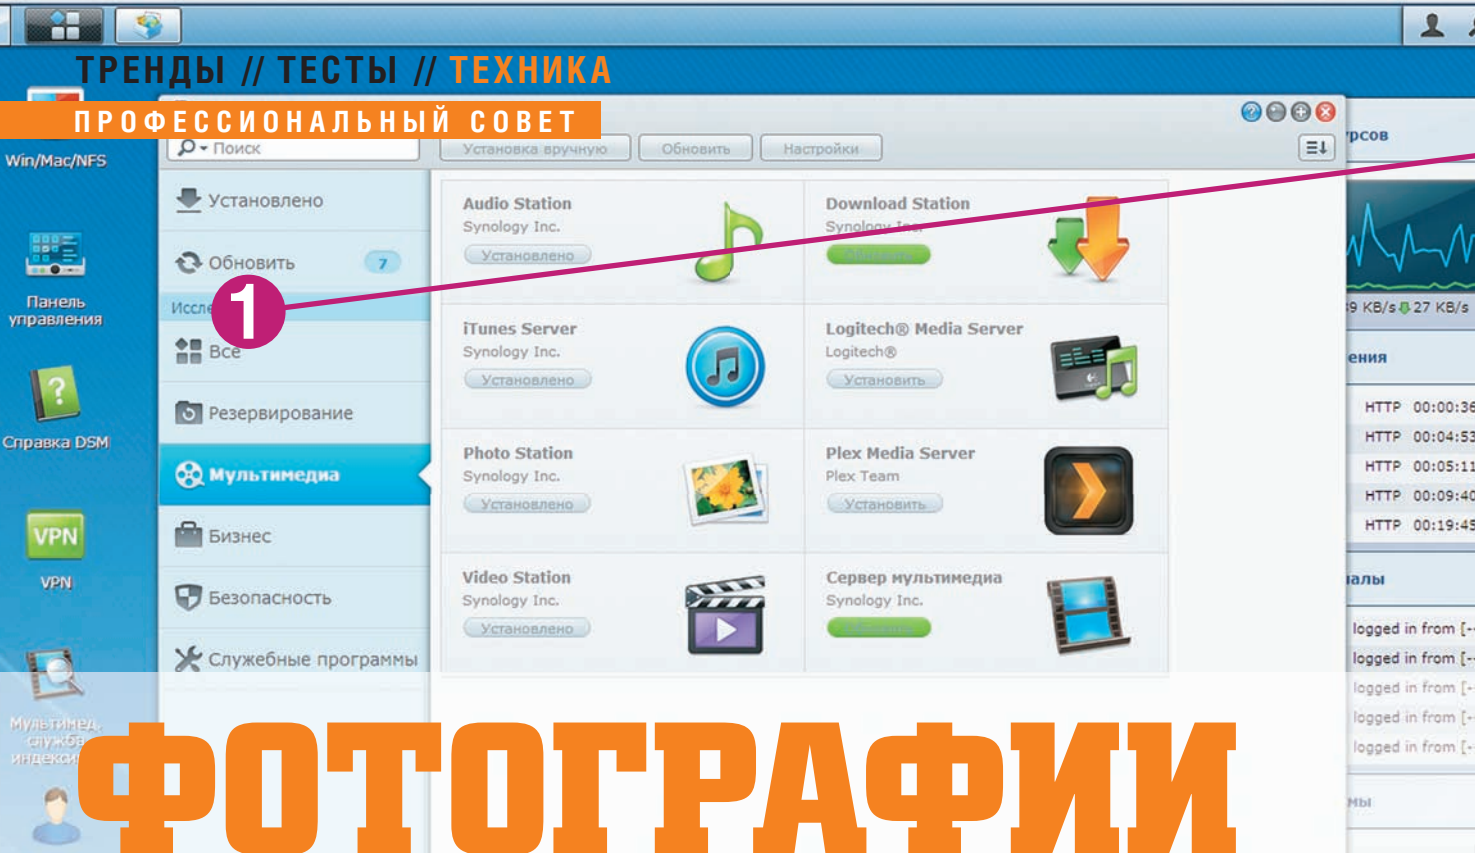 ТРЕНДЫ // ТЕСТЫ // ТЕХНИКА
ПРОФЕССИОНАЛЬНЫЙ СОВЕТ
Win/Mac/NFS
Панель
управления
Справка DSM
VPN
VPN
Мультимед.
служба
Поиск
Установка вручную
Обновить
Настройки
Установлено
Обновить 7
1
Все
Резервирование
Мультимедиа
Бизнес
Безопасность
Служебные программы
Audio Station
Synology Inc.
Установлено
Download Station
Synology Inc.
iTunes Server
Synology Inc.
Установлено
Logitech® Media Server
Logitech®
Установить
Photo Station
Synology Inc.
Установлено
Plex Media Server
Plex Team
Установить
Video Station
Synology Inc.
Установлено
Сервер мультимедиа
Synology Inc.
KB/s 27 KB/s
HTTP 00:00:36
HTTP 00:04:53
HTTP 00:05:11
HTTP 00:09:40
HTTP 00:19:45
logged in from [--
logged in from [--
logged in from [--
logged in from [--
logged in from [--
ФОТОГРАФИИ